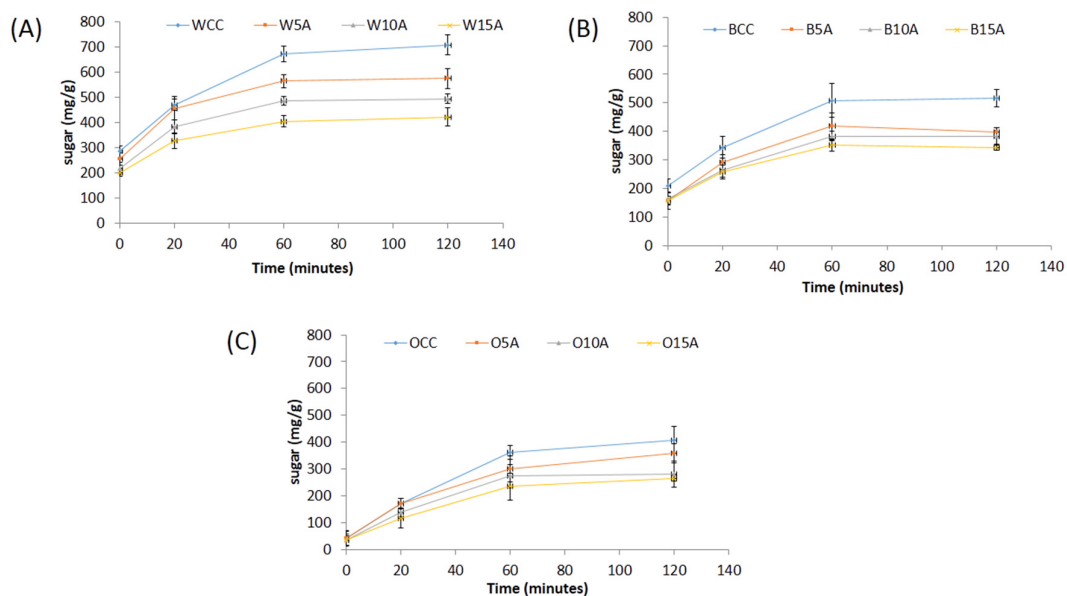 (A)
WCC W5A W10A W15A
800
700
600
500
400
300
200
100
0
sugar (mg/g)
0 20 40 60 80 100 120 140
Time (minutes)
(B)
BCC B5A B10A B15A
800
700
600
500
400
300
200
100
0
sugar (mg/g)
0 20 40 60 80 100 120 140
Time (minutes)
(C)
OCC O5A O10A O15A
800
700
600
500
400
300
200
100
0
sugar (mg/g)
0 20 40 60 80 100 120 140
Time (minutes)